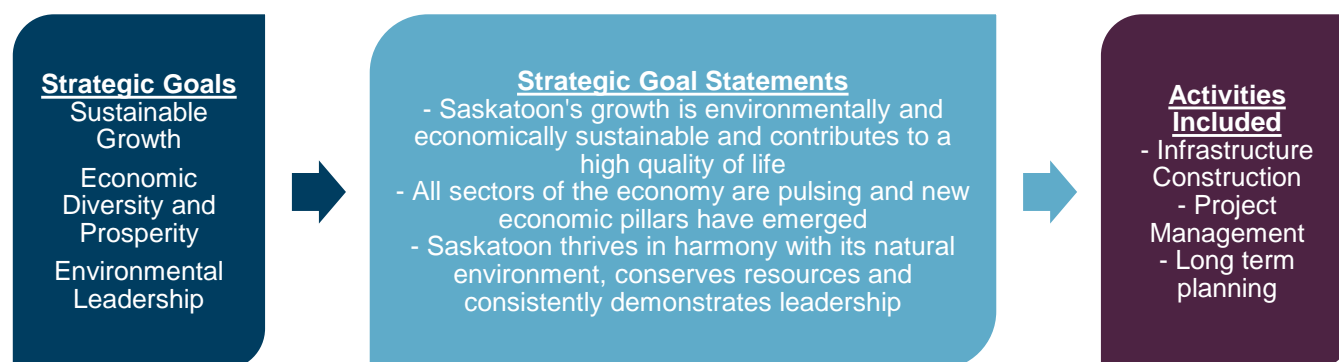 Strategic Goals
Sustainable
Growth
Economic
Diversity and
Prosperity
Environmental
Leadership
Strategic Goal Statements
- Saskatoon's growth is environmentally and
economically sustainable and contributes to a
high quality of life
- All sectors of the economy are pulsing and new
economic pillars have emerged
- Saskatoon thrives in harmony with its natural
environment, conserves resources and
consistently demonstrates leadership
Activities
Included
- Infrastructure
Construction
- Project
Management
- Long term
planning